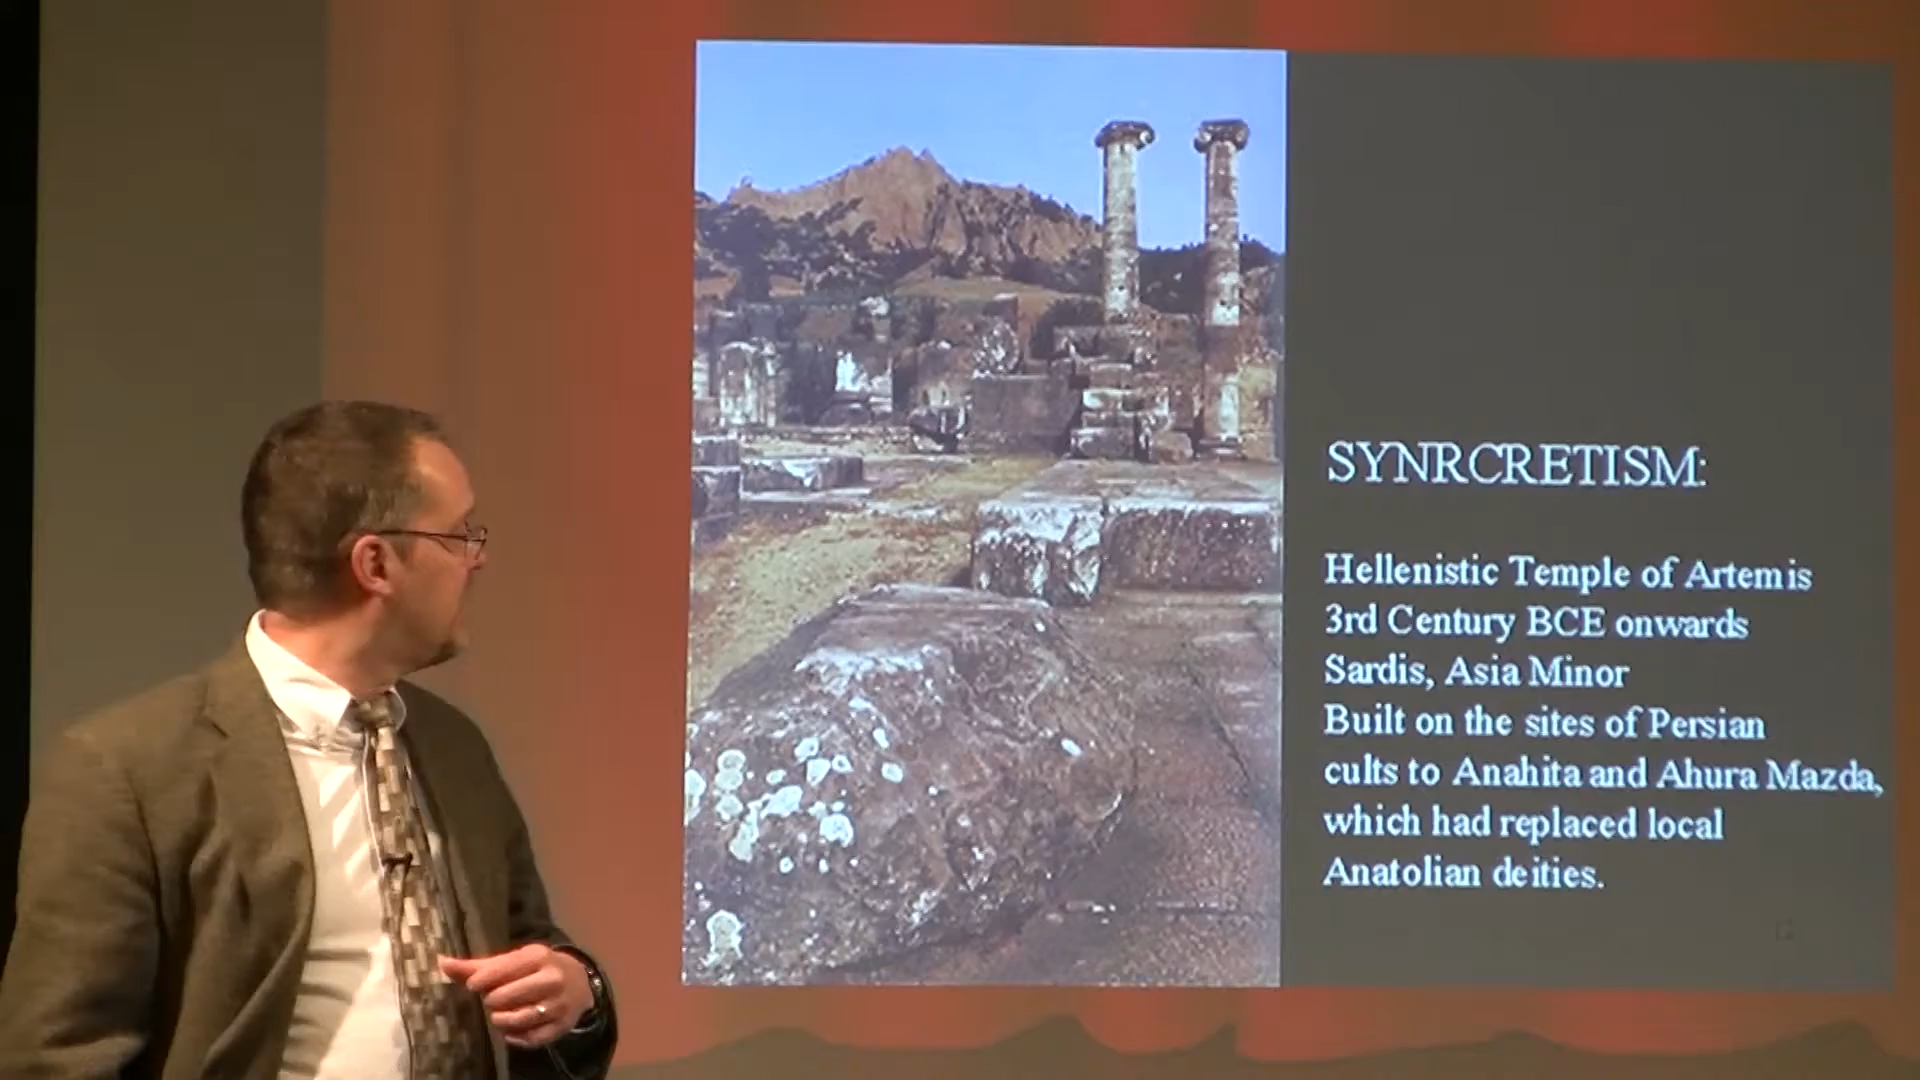 SYNRCRETISM:
Hellenistic Temple of Artemis
3rd Century BCE onwards
Sardis, Asia Minor
Built on the sites of Persian
cults to Anahita and Ahura Mazda,
which had replaced local
Anatolian deities.